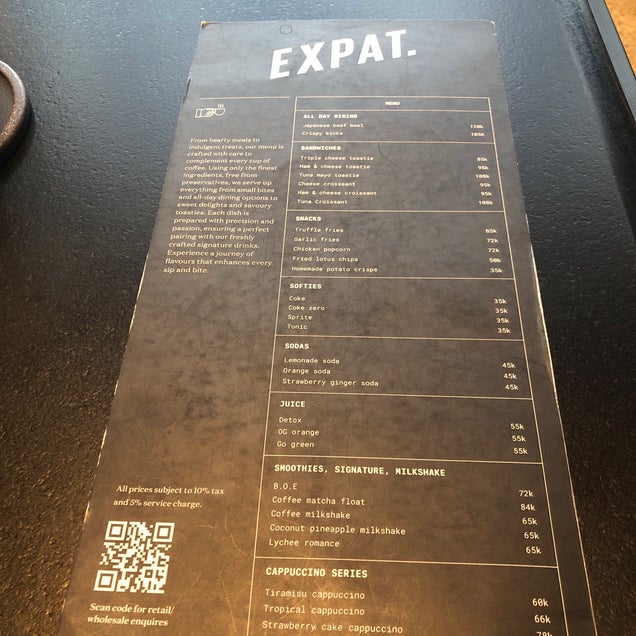 EXPAT.
From hearty meals to
indulgent treats, our menu is
crafted with care to
complement every cup of
coffee. Using only the finest
ingredients, free from
preservatives, we serve up
everything from small bites
and all-day dining options to
sweet delights and savoury
toasties. Each dish is
prepared with precision and
passion, ensuring a perfect
pairing with our freshly
crafted signature drinks.
Experience a journey of
flavours that enhances every
sip and bite.
All prices subject to 10% tax
and 5% service charge.
Scan code for retail/
wholesale enquires
MENU
ALL DAY DINING
Japanese beef bowl 120k
Crispy kicks 105K
SANDWICHES
Triple cheese toastie 85k
Ham & cheese toastie 95k
Tuna mayo toastie 100k
Cheese croissant 95k
Ham & cheese croissant 95k
Tuna Croissant 100k
SNACKS
Truffle fries 85k
Garlic fries 72k
Chicken popcorn 72k
Fried lotus chips 50k
Homemade potato crisps 35k
SOFTIES
Coke 35k
Coke zero 35k
Sprite 35k
Tonic 35k
SODAS
Lemonade soda 45k
Orange soda 45k
Strawberry ginger soda 45k
JUICE
Detox 55k
OG orange 55k
Go green 55k
SMOOTHIES, SIGNATURE, MILKSHAKE
B.O.E 72k
Coffee matcha float 84k
Coffee milkshake 65k
Coconut pineapple milkshake 65k
Lychee romance 65k
CAPPUCCINO SERIES
Tiramisu cappuccino 60k
Tropical cappuccino 66k
Strawberry cake cappuccino